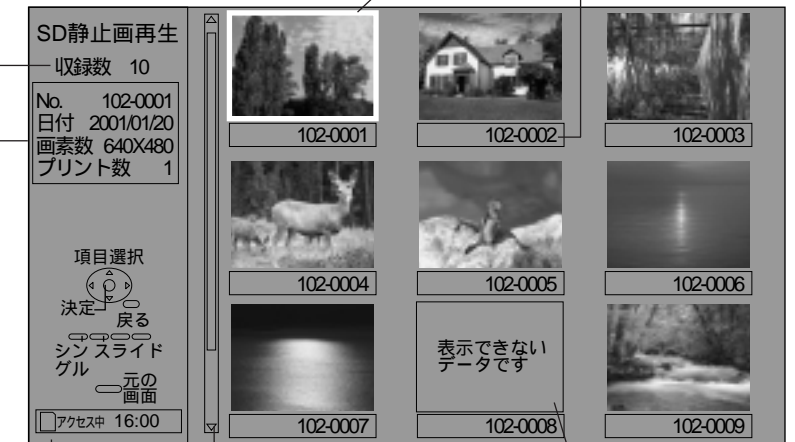 SD静止画再生
収録数 10
No. 102-0001
日付 2001/01/20
画素数 640X480
プリント数 1
項目選択
決定
戻る
シングル
スライド
元の画面
アクセス中 16:00
102-0001
102-0002
102-0003
102-0004
102-0005
102-0006
102-0007
表示できない
データです
102-0008
102-0009